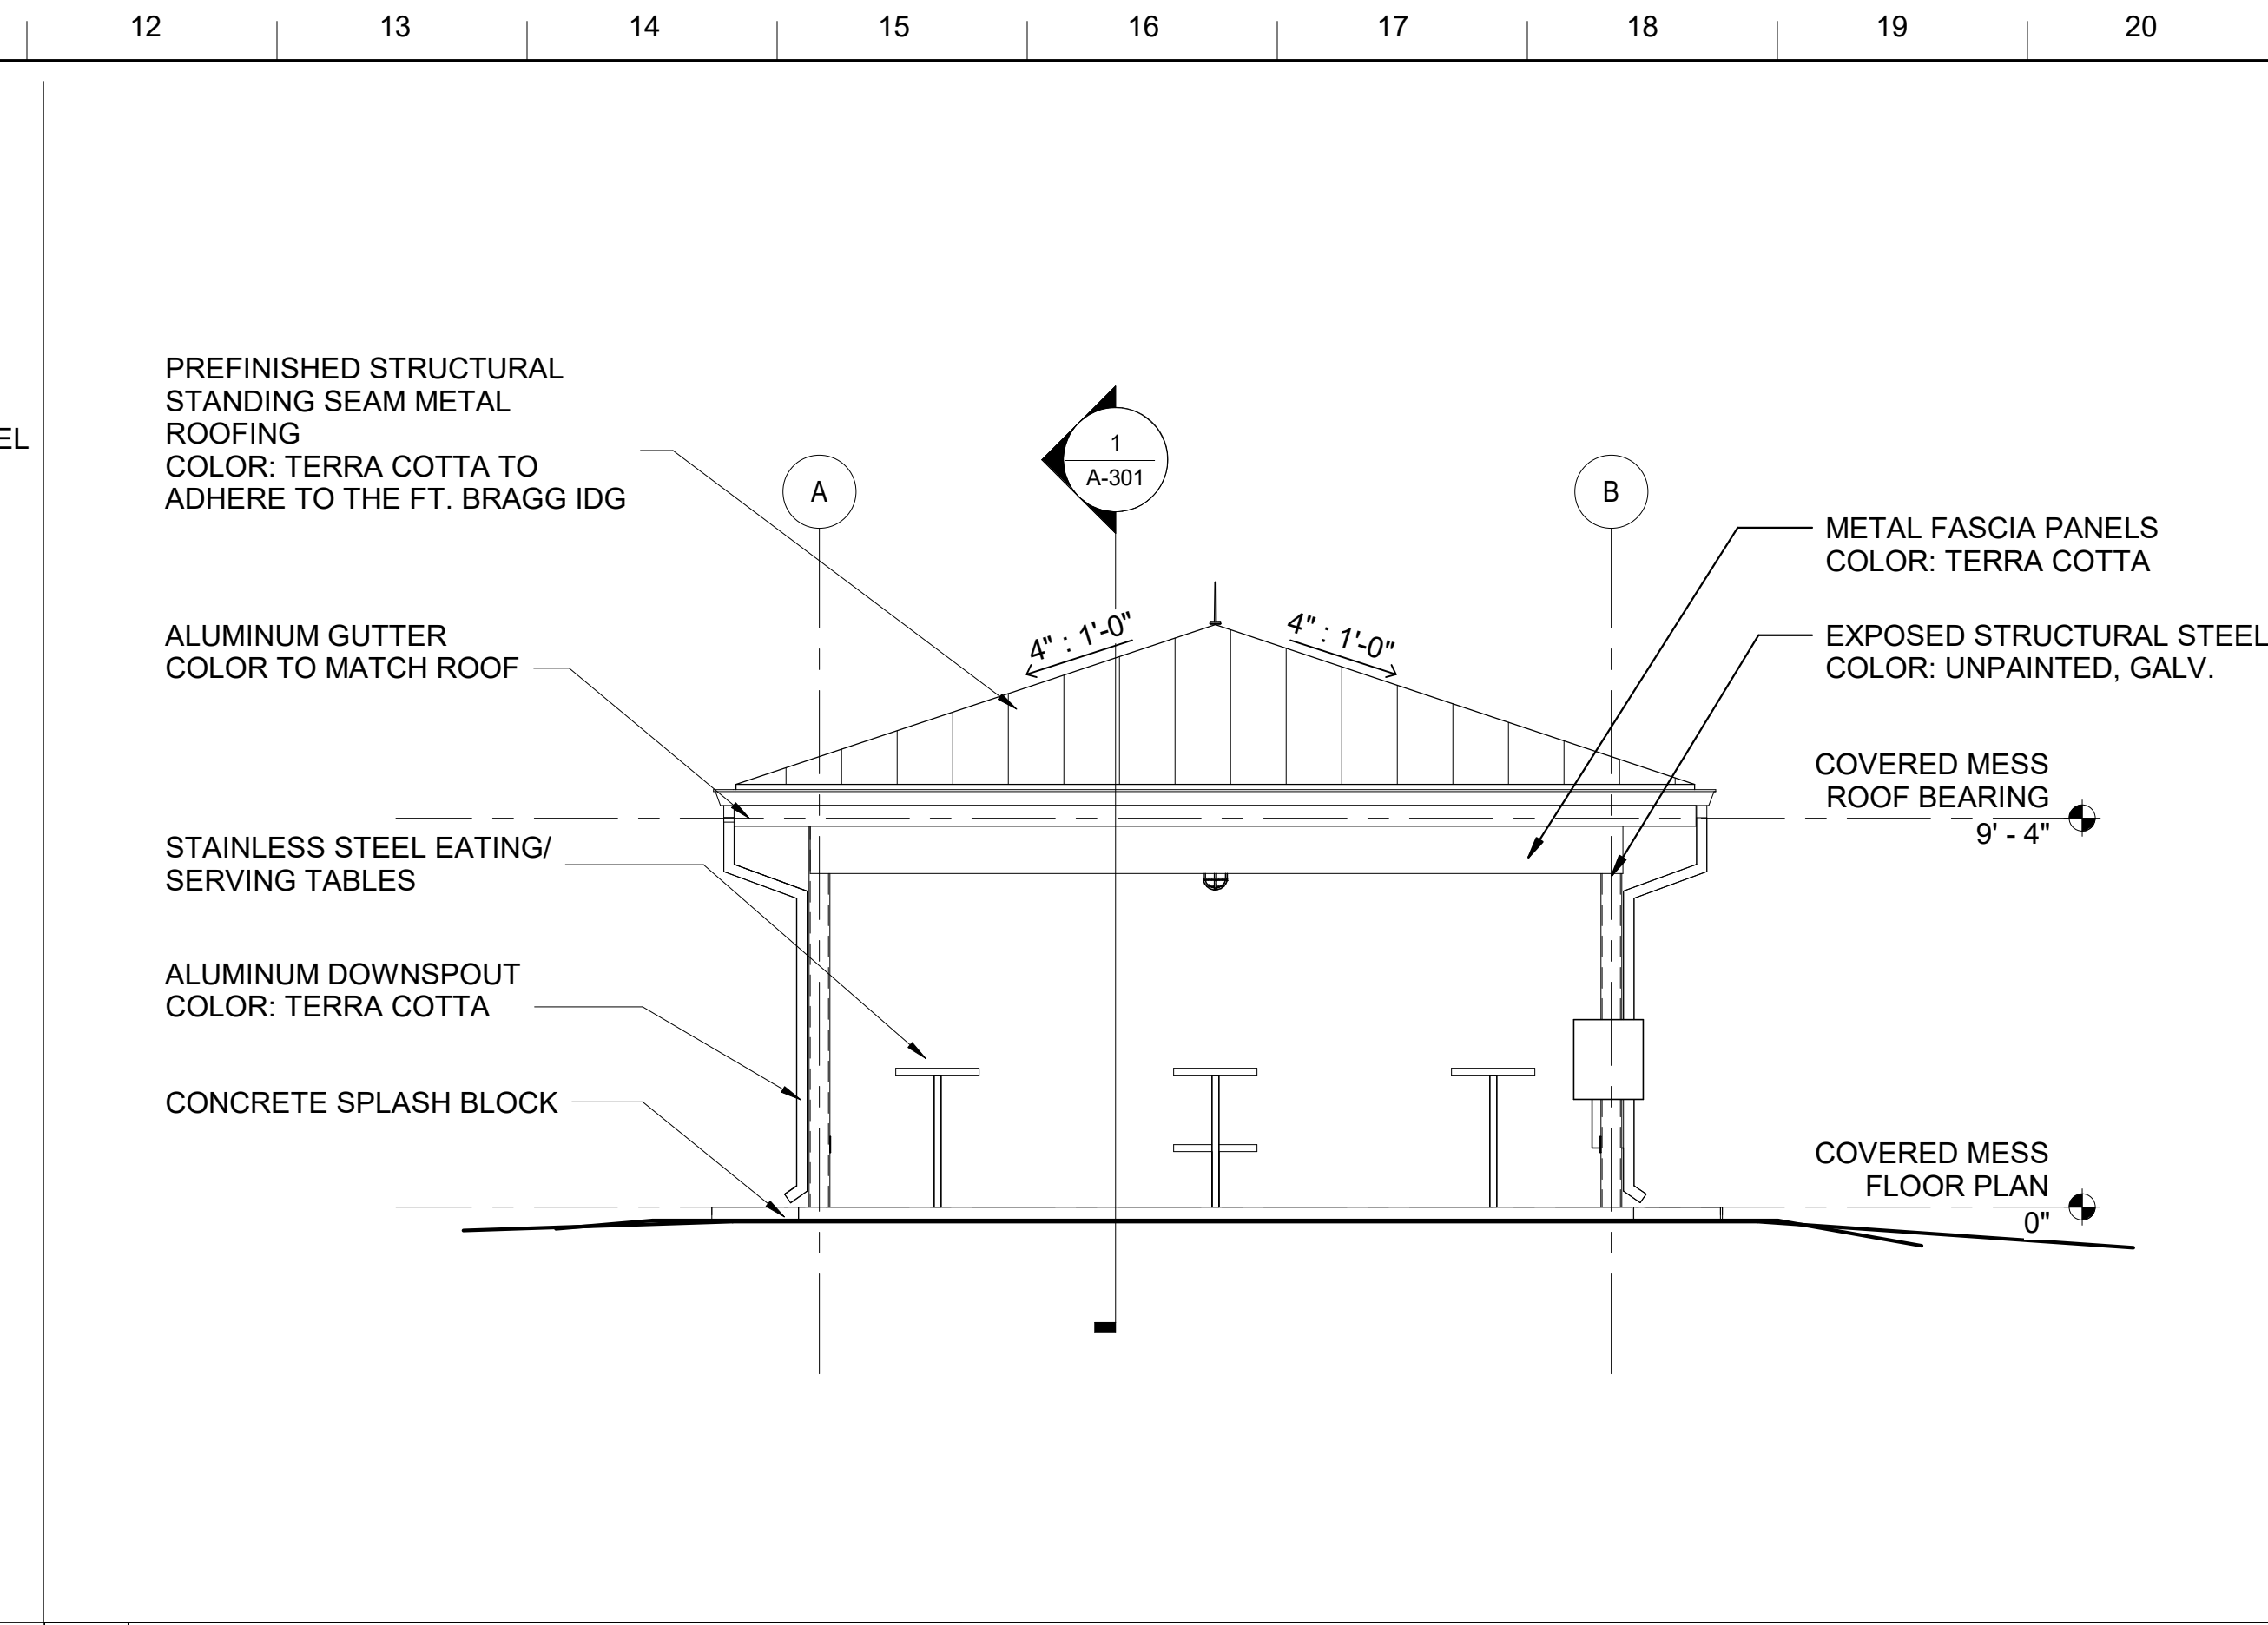 12 13 14 15 16 17 18 19 20
EL
PREFINISHED STRUCTURAL
STANDING SEAM METAL
ROOFING
COLOR: TERRA COTTA TO
ADHERE TO THE FT. BRAGG IDG
1
A-301
A
B
METAL FASCIA PANELS
COLOR: TERRA COTTA
4" : 1'-0"
4" : 1'-0"
ALUMINUM GUTTER
COLOR TO MATCH ROOF
EXPOSED STRUCTURAL STEEL
COLOR: UNPAINTED, GALV.
COVERED MESS
ROOF BEARING
9' - 4"
STAINLESS STEEL EATING/
SERVING TABLES
ALUMINUM DOWNSPOUT
COLOR: TERRA COTTA
CONCRETE SPLASH BLOCK
COVERED MESS
FLOOR PLAN
0"